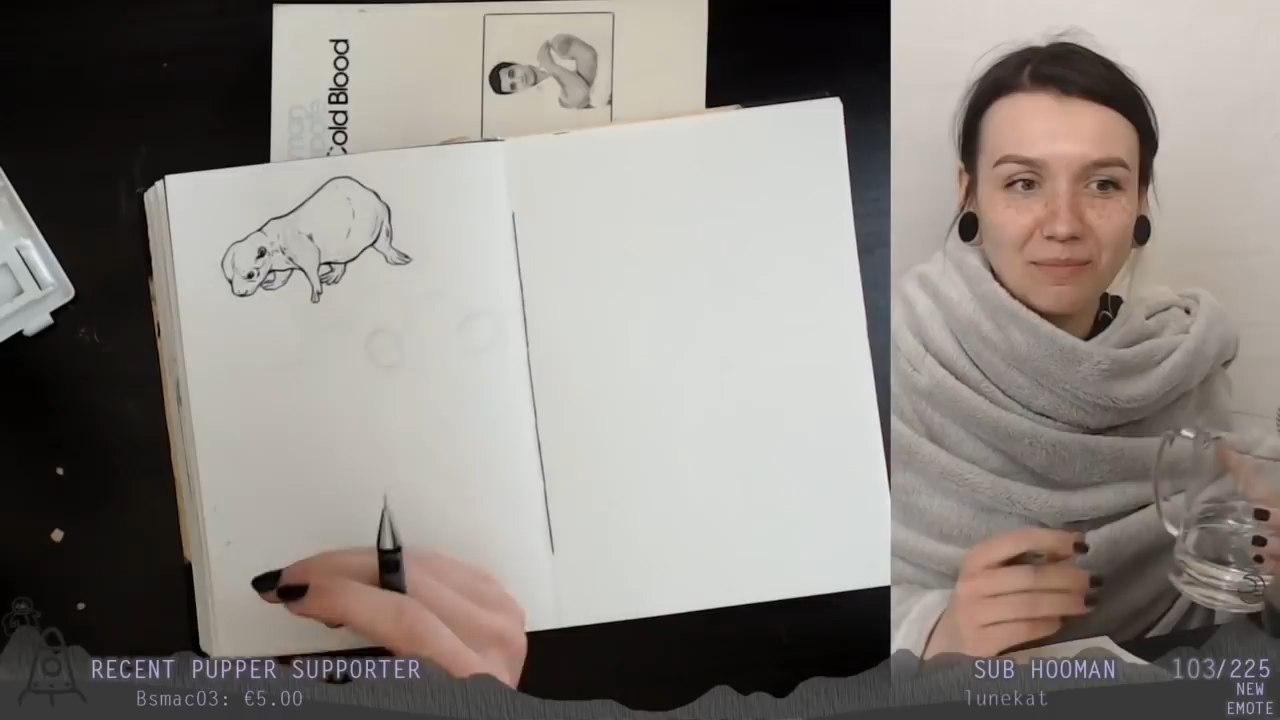 Cold Blood
RECENT PUPPER SUPPORTER
Bsmac03: €5.00
SUB HOOMAN
lunekat
103/225
NEW
EMOTE